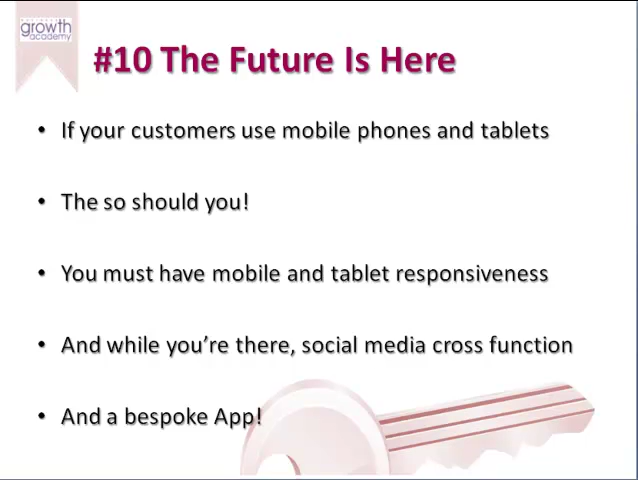 growth
academy
#10 The Future Is Here
• If your customers use mobile phones and tablets
• The so should you!
• You must have mobile and tablet responsiveness
• And while you're there, social media cross function
• And a bespoke App!